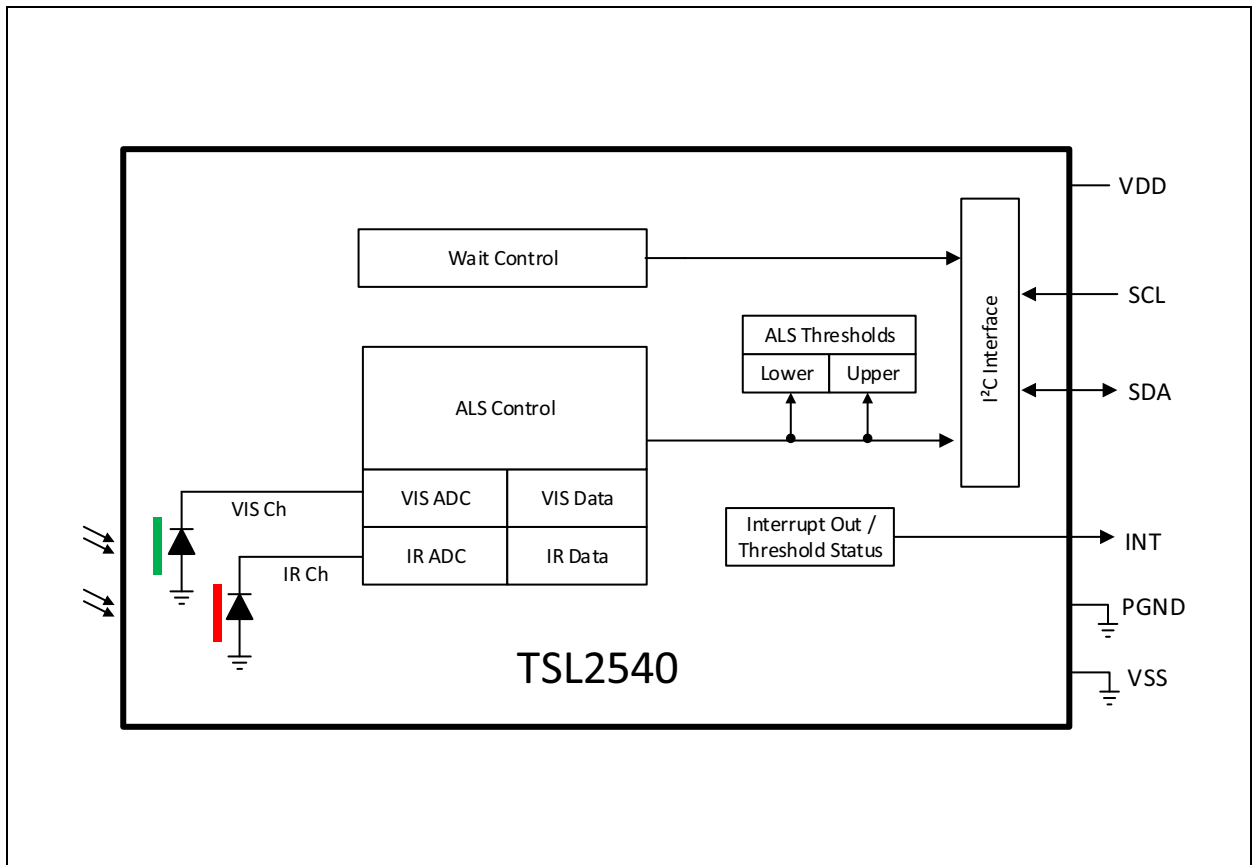 VDD
Wait Control
SCL
I²C Interface
ALS Thresholds
Lower
Upper
SDA
ALS Control
VIS Ch
VIS ADC
VIS Data
Interrupt Out /
Threshold Status
INT
IR Ch
IR ADC
IR Data
PGND
TSL2540
VSS